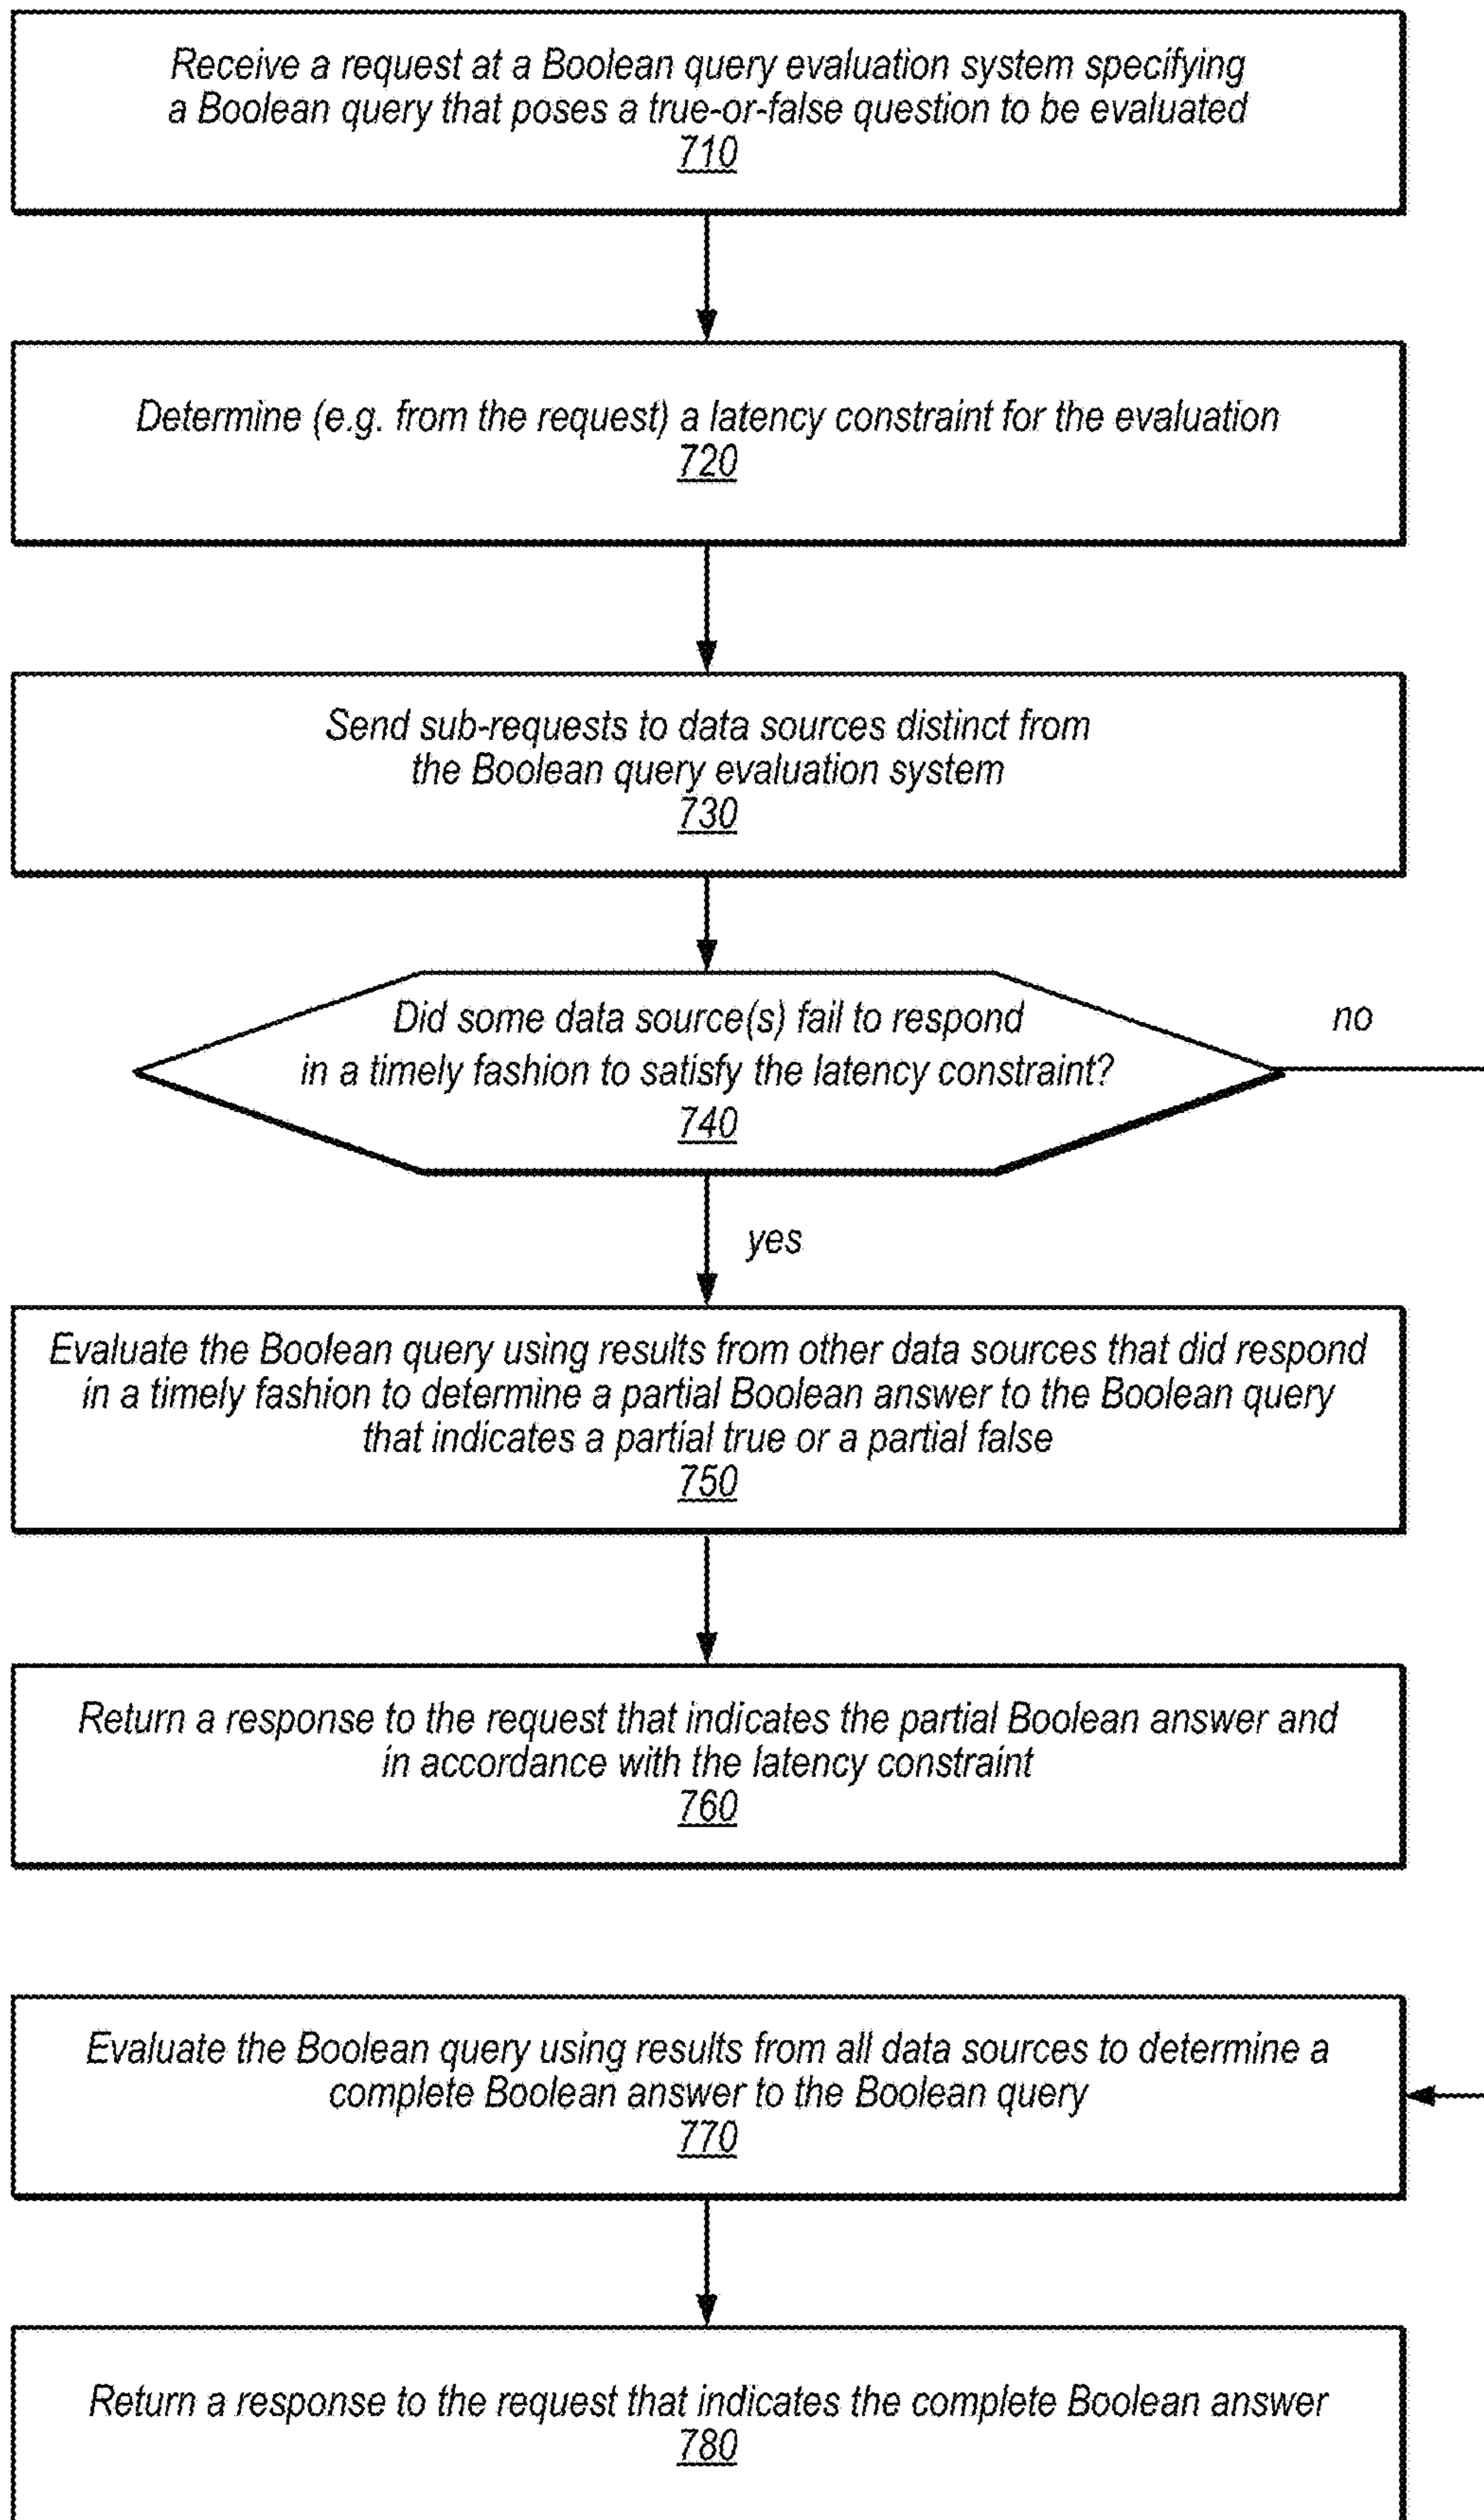 Receive a request at a Boolean query evaluation system specifying
a Boolean query that poses a true-or-false question to be evaluated
710
Determine (e.g. from the request) a latency constraint for the evaluation
720
Send sub-requests to data sources distinct from
the Boolean query evaluation system
730
Did some data source(s) fail to respond
in a timely fashion to satisfy the latency constraint?
740
no
yes
Evaluate the Boolean query using results from other data sources that did respond
in a timely fashion to determine a partial Boolean answer to the Boolean query
that indicates a partial true or a partial false
750
Return a response to the request that indicates the partial Boolean answer and
in accordance with the latency constraint
760
Evaluate the Boolean query using results from all data sources to determine a
complete Boolean answer to the Boolean query
770
Return a response to the request that indicates the complete Boolean answer
780